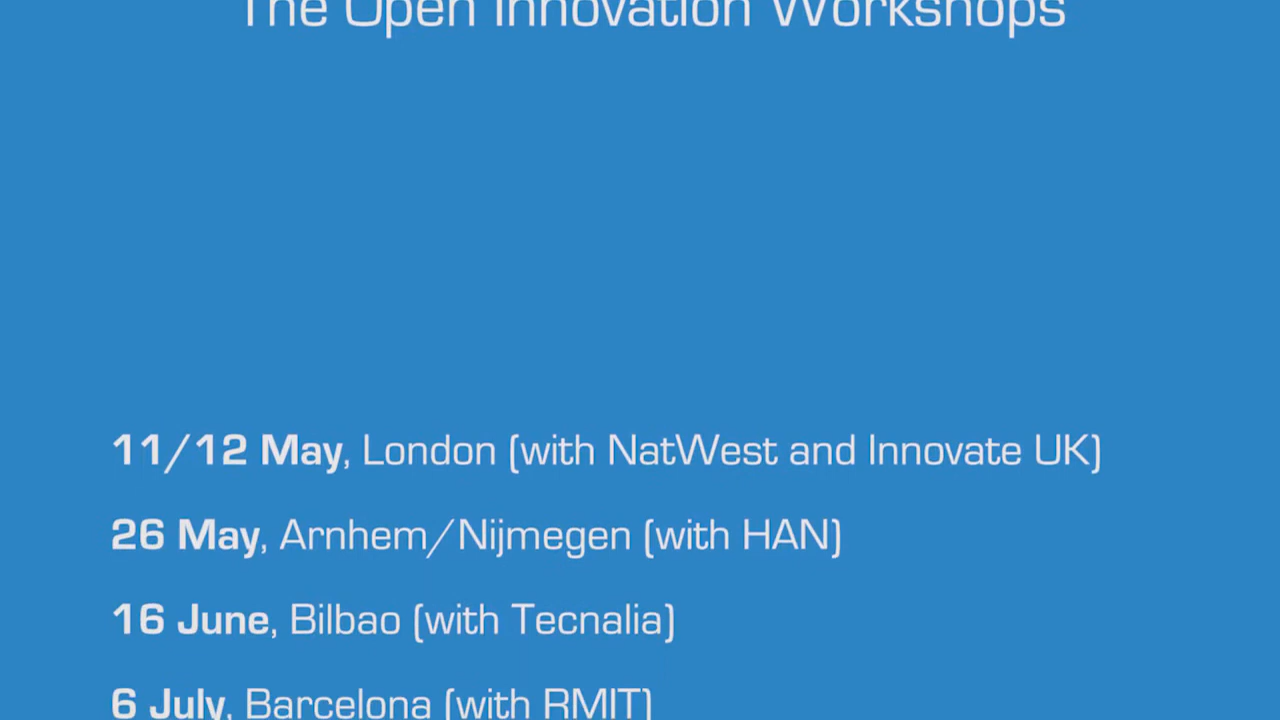 The Open Innovation Workshops
11/12 May, London (with NatWest and Innovate UK)
26 May, Arnhem/Nijmegen (with HAN)
16 June, Bilbao (with Tecnalia)
6 July, Barcelona (with RMIT)